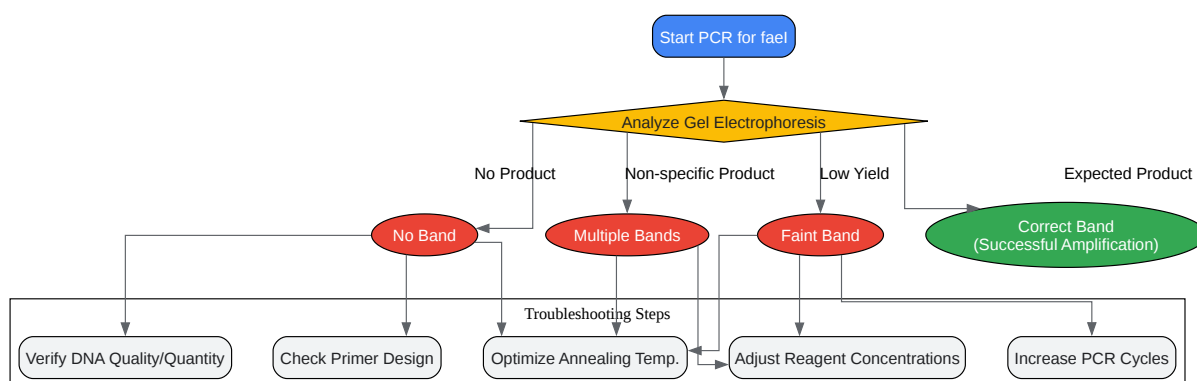 Start PCR for faeI
Analyze Gel Electrophoresis
No Product
Non-specific Product
Low Yield
Expected Product
No Band
Multiple Bands
Faint Band
Correct Band
(Successful Amplification)
Troubleshooting Steps
Verify DNA Quality/Quantity
Check Primer Design
Optimize Annealing Temp.
Adjust Reagent Concentrations
Increase PCR Cycles